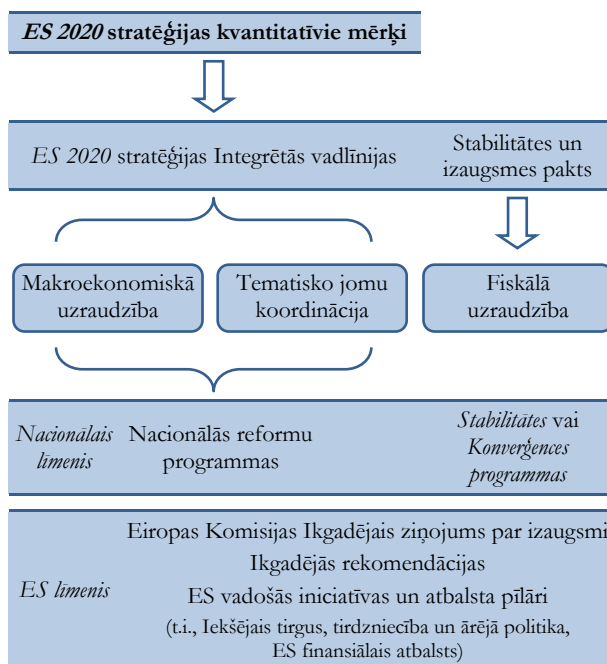 ES 2020 stratēģijas kvantitatīvie mērķi
ES 2020 stratēģijas Integrētās vadlīnijas
Stabilitātes un
izaugsmes pakts
Makroekonomiskā
uzraudzība
Tematisko jomu
koordinācija
Fiskālā
uzraudzība
Nacionālais
līmenis
Nacionālās reformu
programmas
Stabilitātes vai
Konverģences
programmas
ES līmenis
Eiropas Komisijas Ikgadējais ziņojums par izaugsmi
Ikgadējās rekomendācijas
ES vadošās iniciatīvas un atbalsta pīlāri
(t.i., Iekšējais tirgus, tirdzniecība un ārējā politika,
ES finansiālais atbalsts)